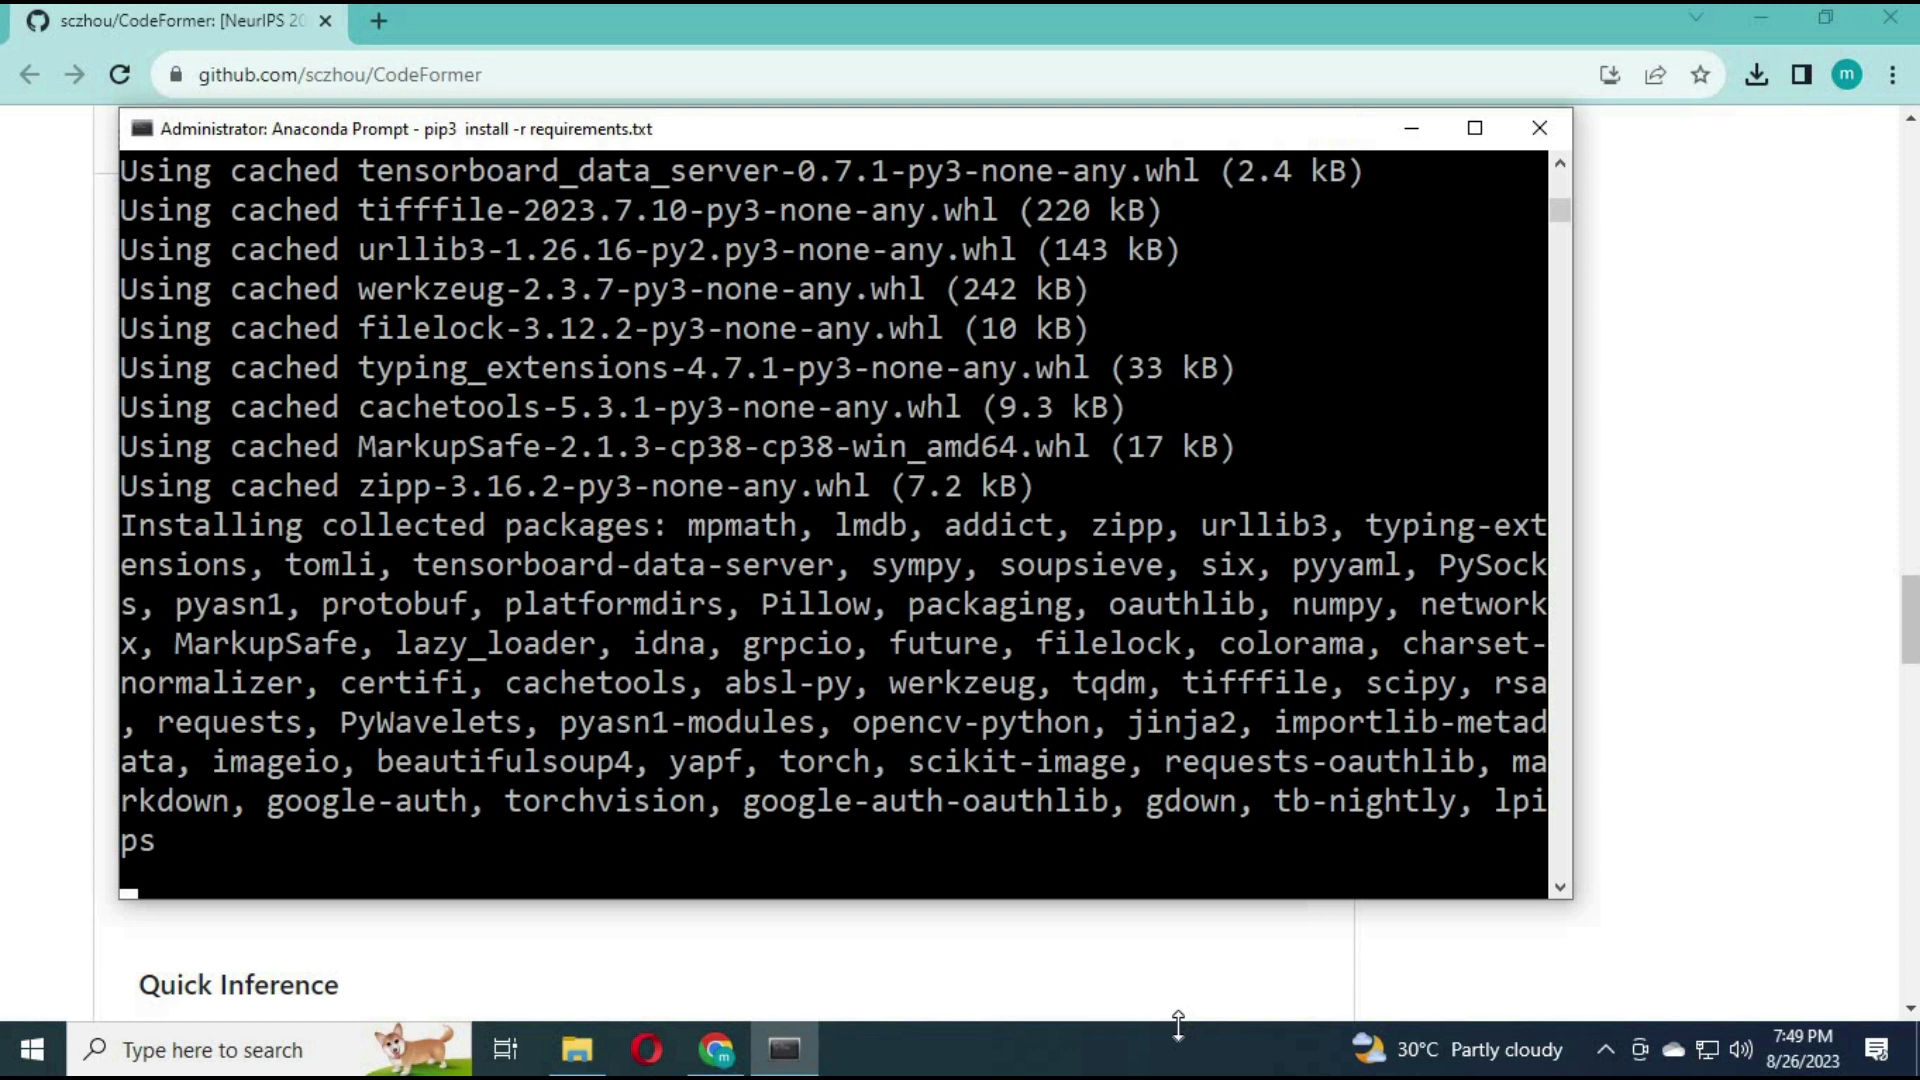 sczhou/CodeFormer: [NeurIPS 20
github.com/sczhou/CodeFormer
m
Administrator: Anaconda Prompt - pip3 install -r requirements.txt
Using cached tensorboard_data_server-0.7.1-py3-none-any.whl (2.4 kB)
Using cached tifffile-2023.7.10-py3-none-any.whl (220 kB)
Using cached urllib3-1.26.16-py2.py3-none-any.whl (143 kB)
Using cached werkzeug-2.3.7-py3-none-any.whl (242 kB)
Using cached filelock-3.12.2-py3-none-any.whl (10 kB)
Using cached typing_extensions-4.7.1-py3-none-any.whl (33 kB)
Using cached cachetools-5.3.1-py3-none-any.whl (9.3 kB)
Using cached MarkupSafe-2.1.3-cp38-cp38-win_amd64.whl (17 kB)
Using cached zipp-3.16.2-py3-none-any.whl (7.2 kB)
Installing collected packages: mpmath, lmdb, addict, zipp, urllib3, typing-ext
ensions, tomli, tensorboard-data-server, sympy, soupsieve, six, pyyaml, PySock
s, pyasn1, protobuf, platformdirs, Pillow, packaging, oauthlib, numpy, network
x, MarkupSafe, lazy_loader, idna, grpcio, future, filelock, colorama, charset-
normalizer, certifi, cachetools, absl-py, werkzeug, tqdm, tifffile, scipy, rsa
, requests, PyWavelets, pyasn1-modules, opencv-python, jinja2, importlib-metad
ata, imageio, beautifulsoup4, yapf, torch, scikit-image, requests-oauthlib, ma
rkdown, google-auth, torchvision, google-auth-oauthlib, gdown, tb-nightly, lpi
ps
Quick Inference
Type here to search
m
30°C Partly cloudy
7:49 PM
8/26/2023